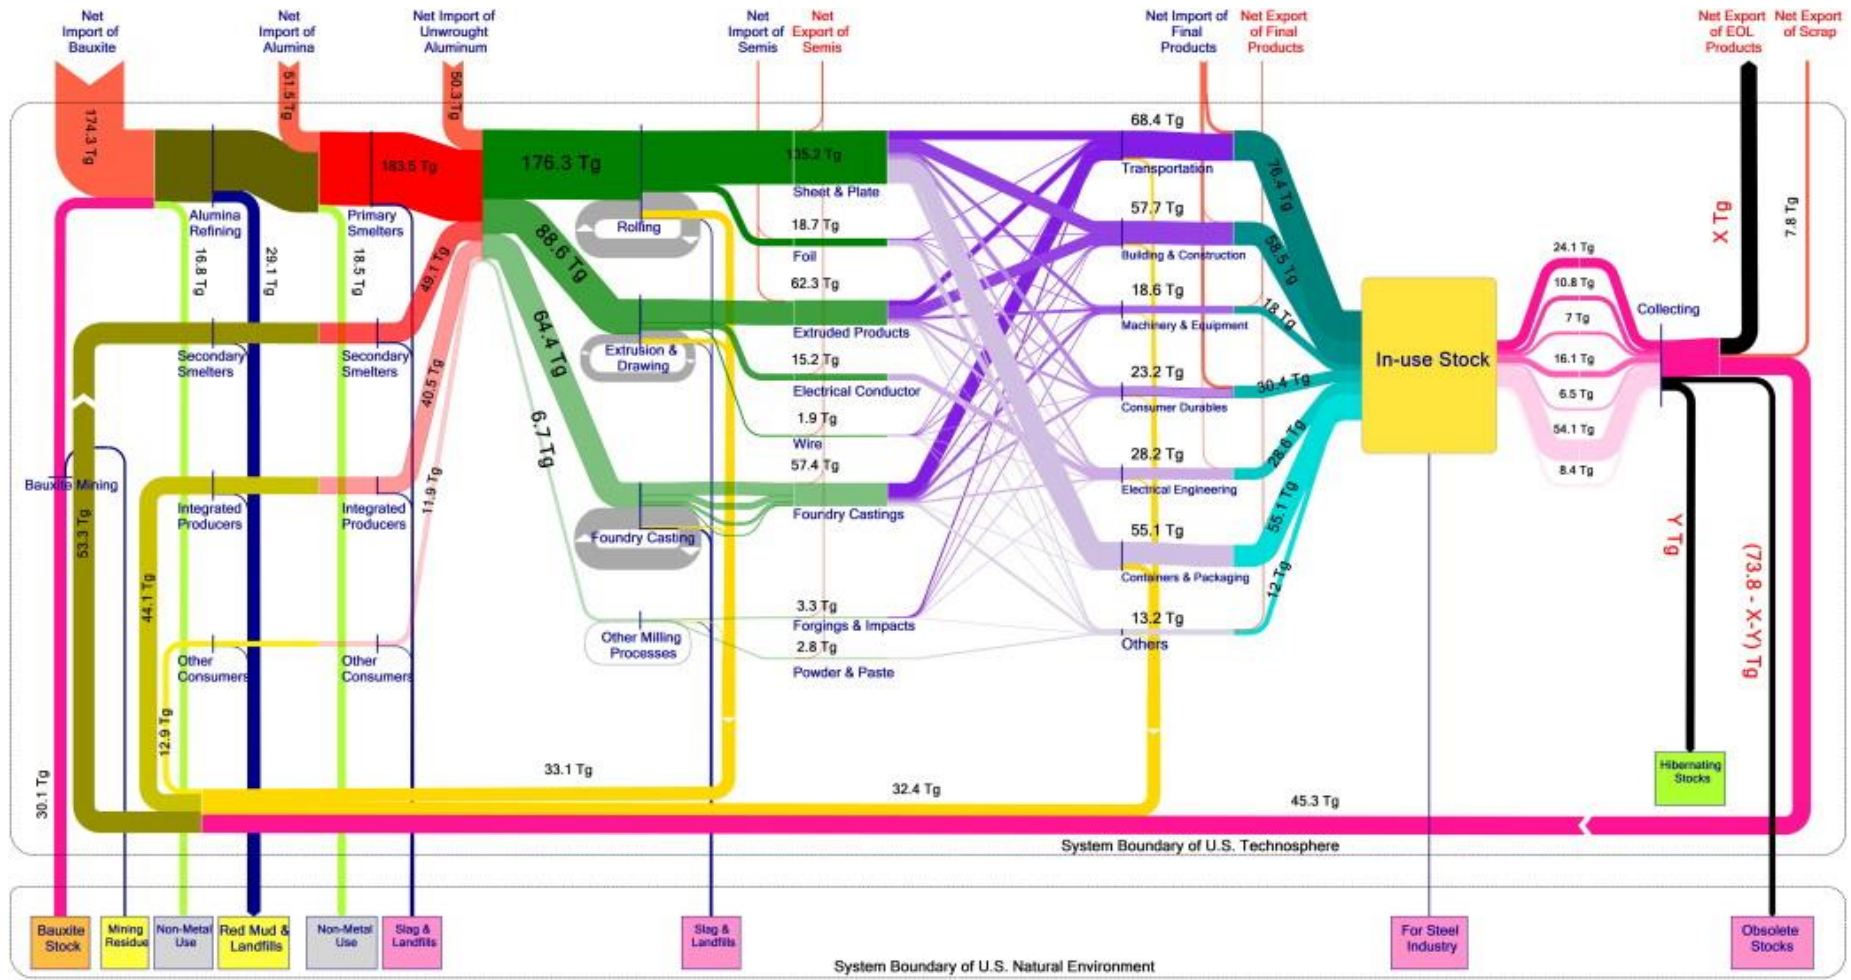 Net
Import of
Bauxite
Net
Import of
Alumina
Net Import of
Unwrought
Aluminum
Net
Import of
Semis
Net
Export of
Semis
Net Import of
Final
Products
Net Export
of Final
Products
Net Export
of EOL
Products
Net Export
of Scrap
174.3 Tg
51.5 Tg
50.3 Tg
183.5 Tg
176.3 Tg
135.2 Tg
Sheet & Plate
68.4 Tg
Transportation
76.4 Tg
X Tg
7.8 Tg
Alumina
Refining
Primary
Smelters
Rolling
18.7 Tg
Foil
57.7 Tg
Building & Construction
58.5 Tg
16.8 Tg
29.1 Tg
18.5 Tg
49.1 Tg
88.6 Tg
62.3 Tg
Extruded Products
18.6 Tg
Machinery & Equipment
18 Tg
24.1 Tg
10.8 Tg
7 Tg
16.1 Tg
6.5 Tg
54.1 Tg
8.4 Tg
Collecting
In-use Stock
Secondary
Smelters
Secondary
Smelters
Extrusion &
Drawing
64.4 Tg
15.2 Tg
Electrical Conductor
23.2 Tg
Consumer Durables
30.4 Tg
40.5 Tg
6.7 Tg
1.9 Tg
Wire
28.2 Tg
Electrical Engineering
28.6 Tg
Bauxite Mining
53.3 Tg
Integrated
Producers
Integrated
Producers
11.9 Tg
Foundry Casting
57.4 Tg
Foundry Castings
55.1 Tg
Containers & Packaging
55.1 Tg
Y Tg
(73.8 - X-Y) Tg
44.1 Tg
Other
Consumers
Other
Consumers
Other Milling
Processes
3.3 Tg
Forgings & Impacts
2.8 Tg
Powder & Paste
13.2 Tg
Others
12 Tg
12.9 Tg
30.1 Tg
33.1 Tg
32.4 Tg
45.3 Tg
Hibernating
Stocks
System Boundary of U.S. Technosphere
Bauxite
Stock
Mining
Residue
Non-Metal
Use
Red Mud &
Landfills
Non-Metal
Use
Slag &
Landfills
Slag &
Landfills
For Steel
Industry
Obsolete
Stocks
System Boundary of U.S. Natural Environment